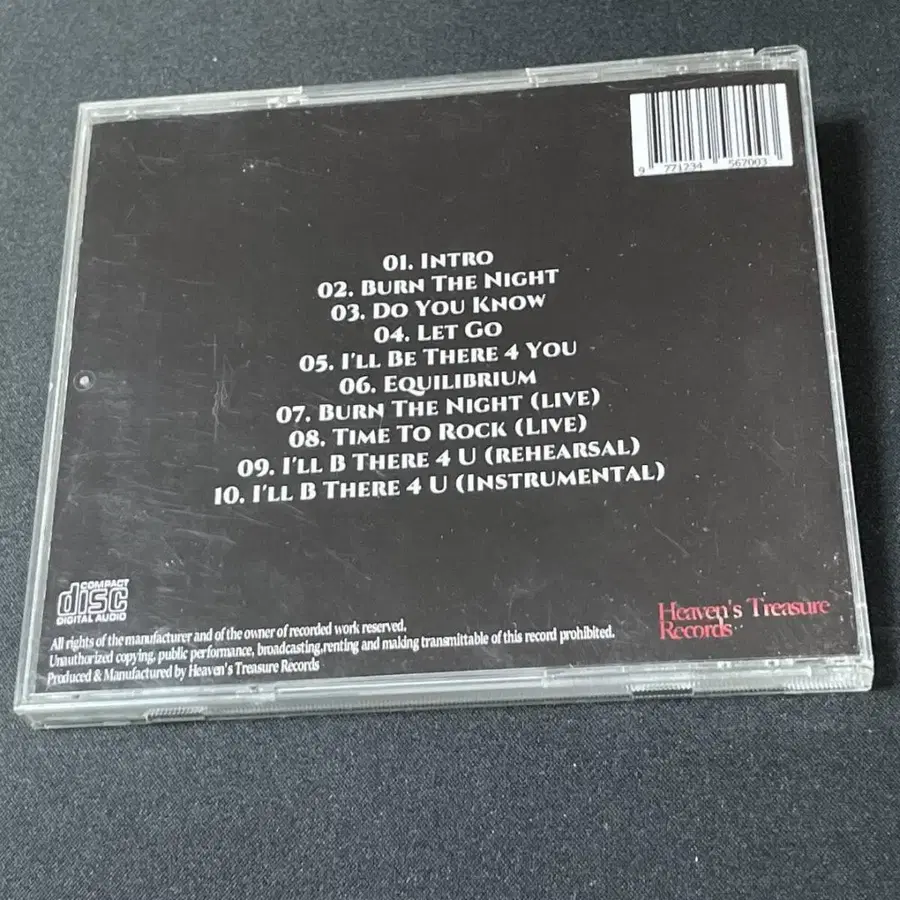 9 771234 567003
01. INTRO
02. BURN THE NIGHT
03. DO YOU KNOW
04. LET GO
05. I'LL BE THERE 4 YOU
06. EQUILIBRIUM
07. BURN THE NIGHT (LIVE)
08. TIME TO ROCK (LIVE)
09. I'LL B THERE 4 U (REHEARSAL)
10. I'LL B THERE 4 U (INSTRUMENTAL)
COMPACT
disc
DIGITAL AUDIO
All rights of the manufacturer and of the owner of recorded work reserved.
Unauthorized copying, public performance, broadcasting,renting and making transmittable of this record prohibited.
Produced & Manufactured by Heaven's Treasure Records
Heaven's Treasure
Records